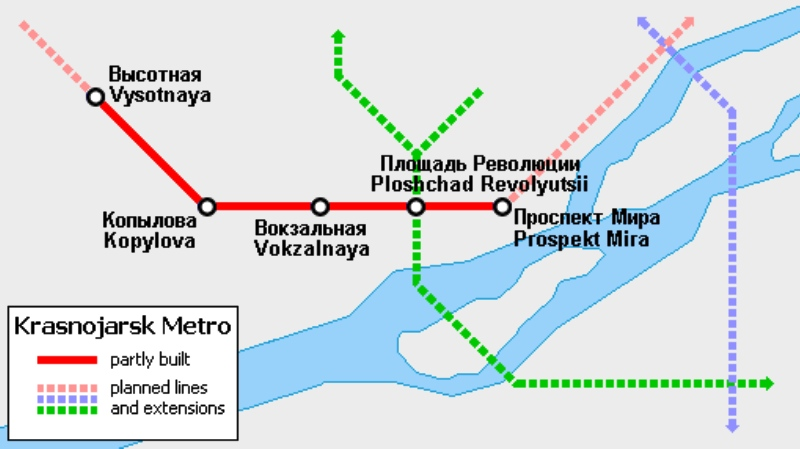 Высотная
Vysotnaya
Площадь Революции
Ploshchad Revolyutsii
Копылова
Kopylova
Вокзальная
Vokzalnaya
Проспект Мира
Prospekt Mira
Krasnojarsk Metro
partly built
planned lines
and extensions